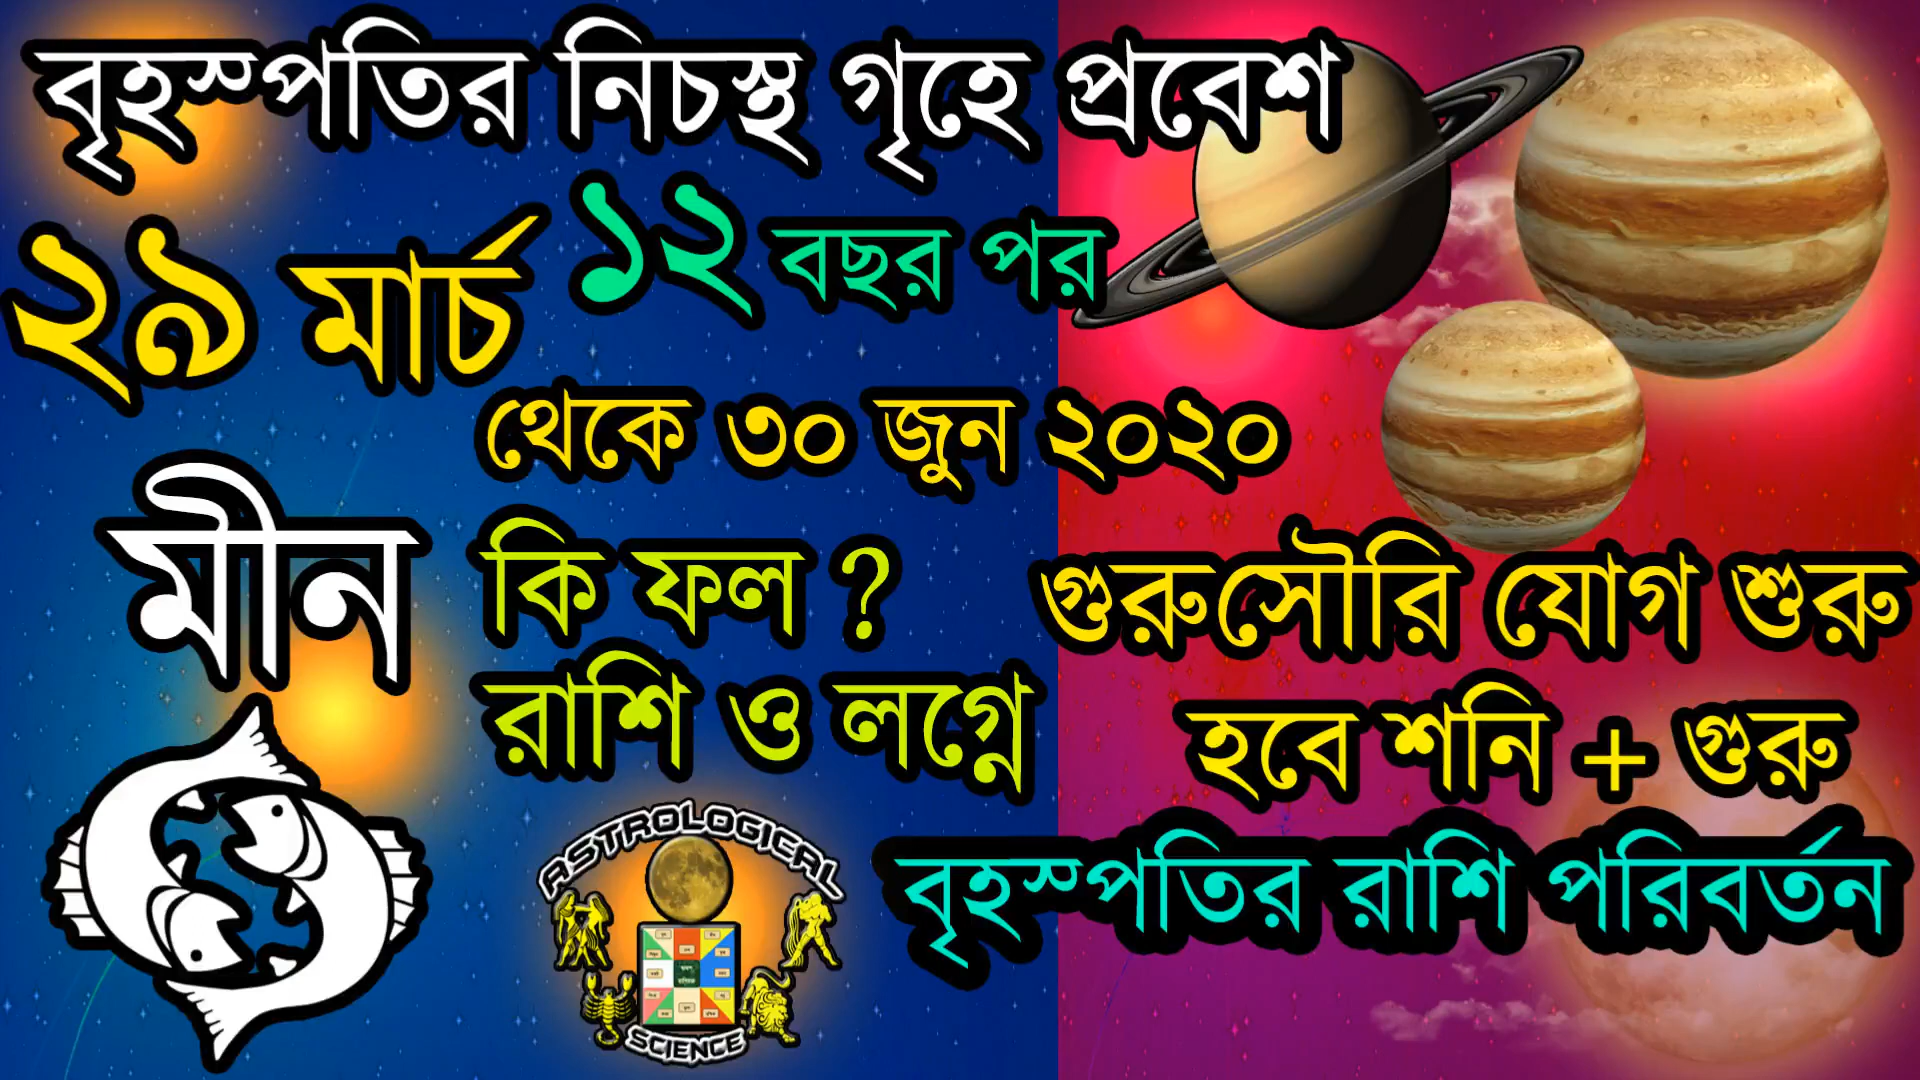 বৃহস্পতির নিচস্থ গৃহে প্রবেশ
২৯ মার্চ ১২ বছর পর
থেকে ৩০ জুন ২০২০
মীন কি ফল ?
রাশি ও লগ্নে
গুরুসৌরি যোগ শুরু
হবে শনি + গুরু
বৃহস্পতির রাশি পরিবর্তন
ASTROLOGICAL
SCIENCE